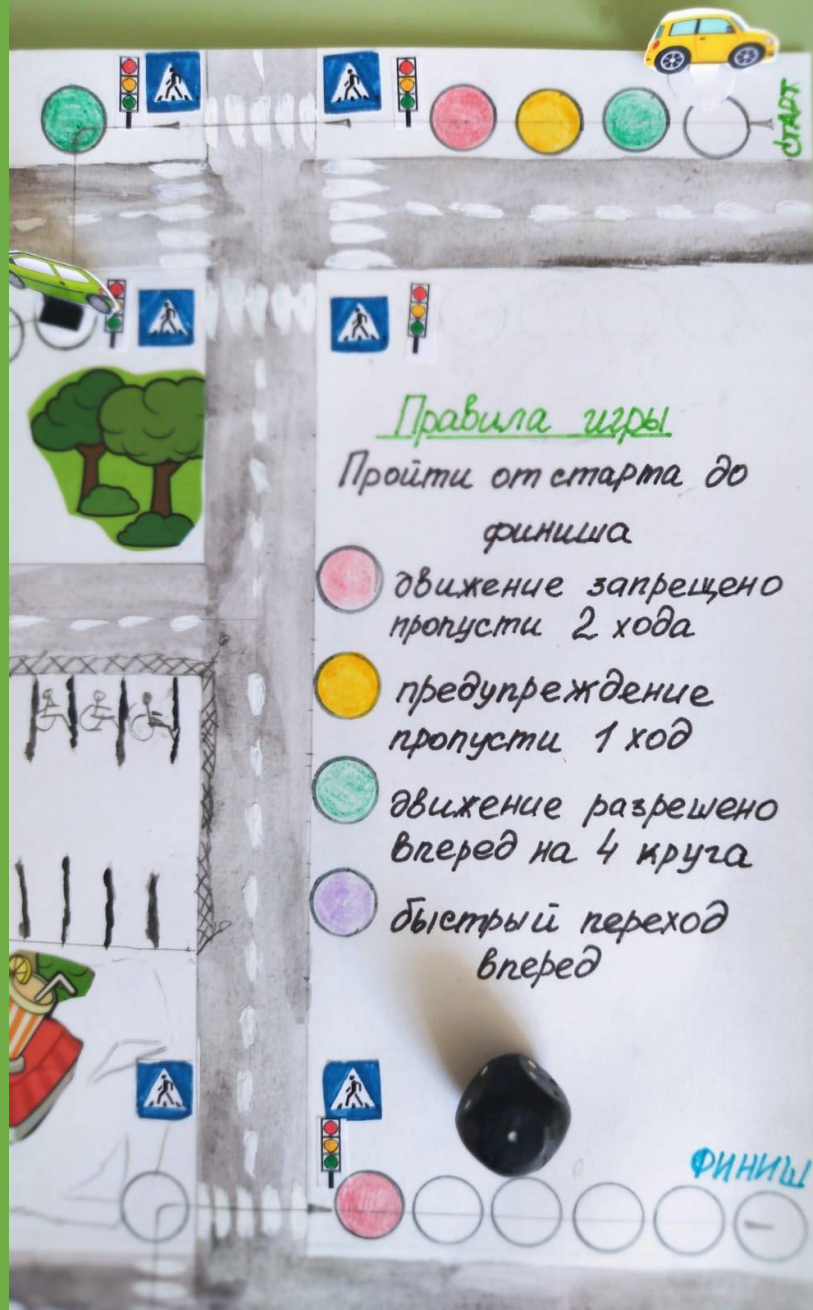 СТАРТ
Правила игры
Пройти от старта до
финиша
движение запрещено
пропусти 2 хода
предупреждение
пропусти 1 ход
движение разрешено
вперед на 4 круга
быстрый переход
вперед
ФИНИШ